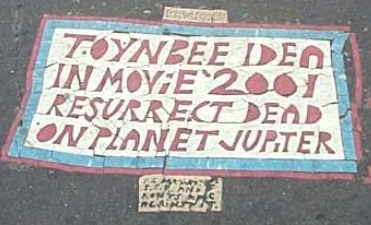 TOYNBEE IDEA
IN MOViE '2001
RESURRECT DEAD
ON PLANET JUPiTER